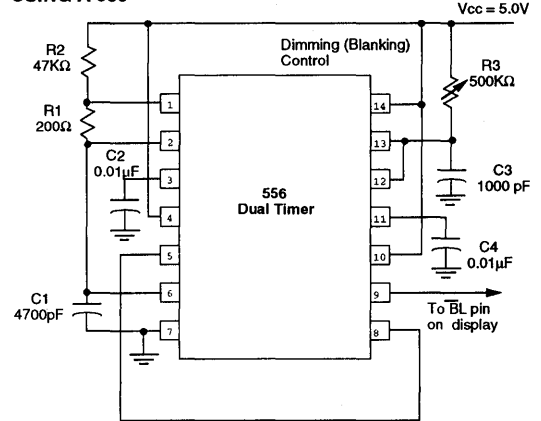 Vcc = 5.0V
R2
47KΩ
Dimming (Blanking)
Control
R3
500KΩ
R1
200Ω
1
14
2
13
C2
0.01µF
3
12
C3
1000 pF
556
Dual Timer
4
11
C4
0.01µF
5
10
6
9
To B̅L̅ pin
on display
C1
4700pF
7
8